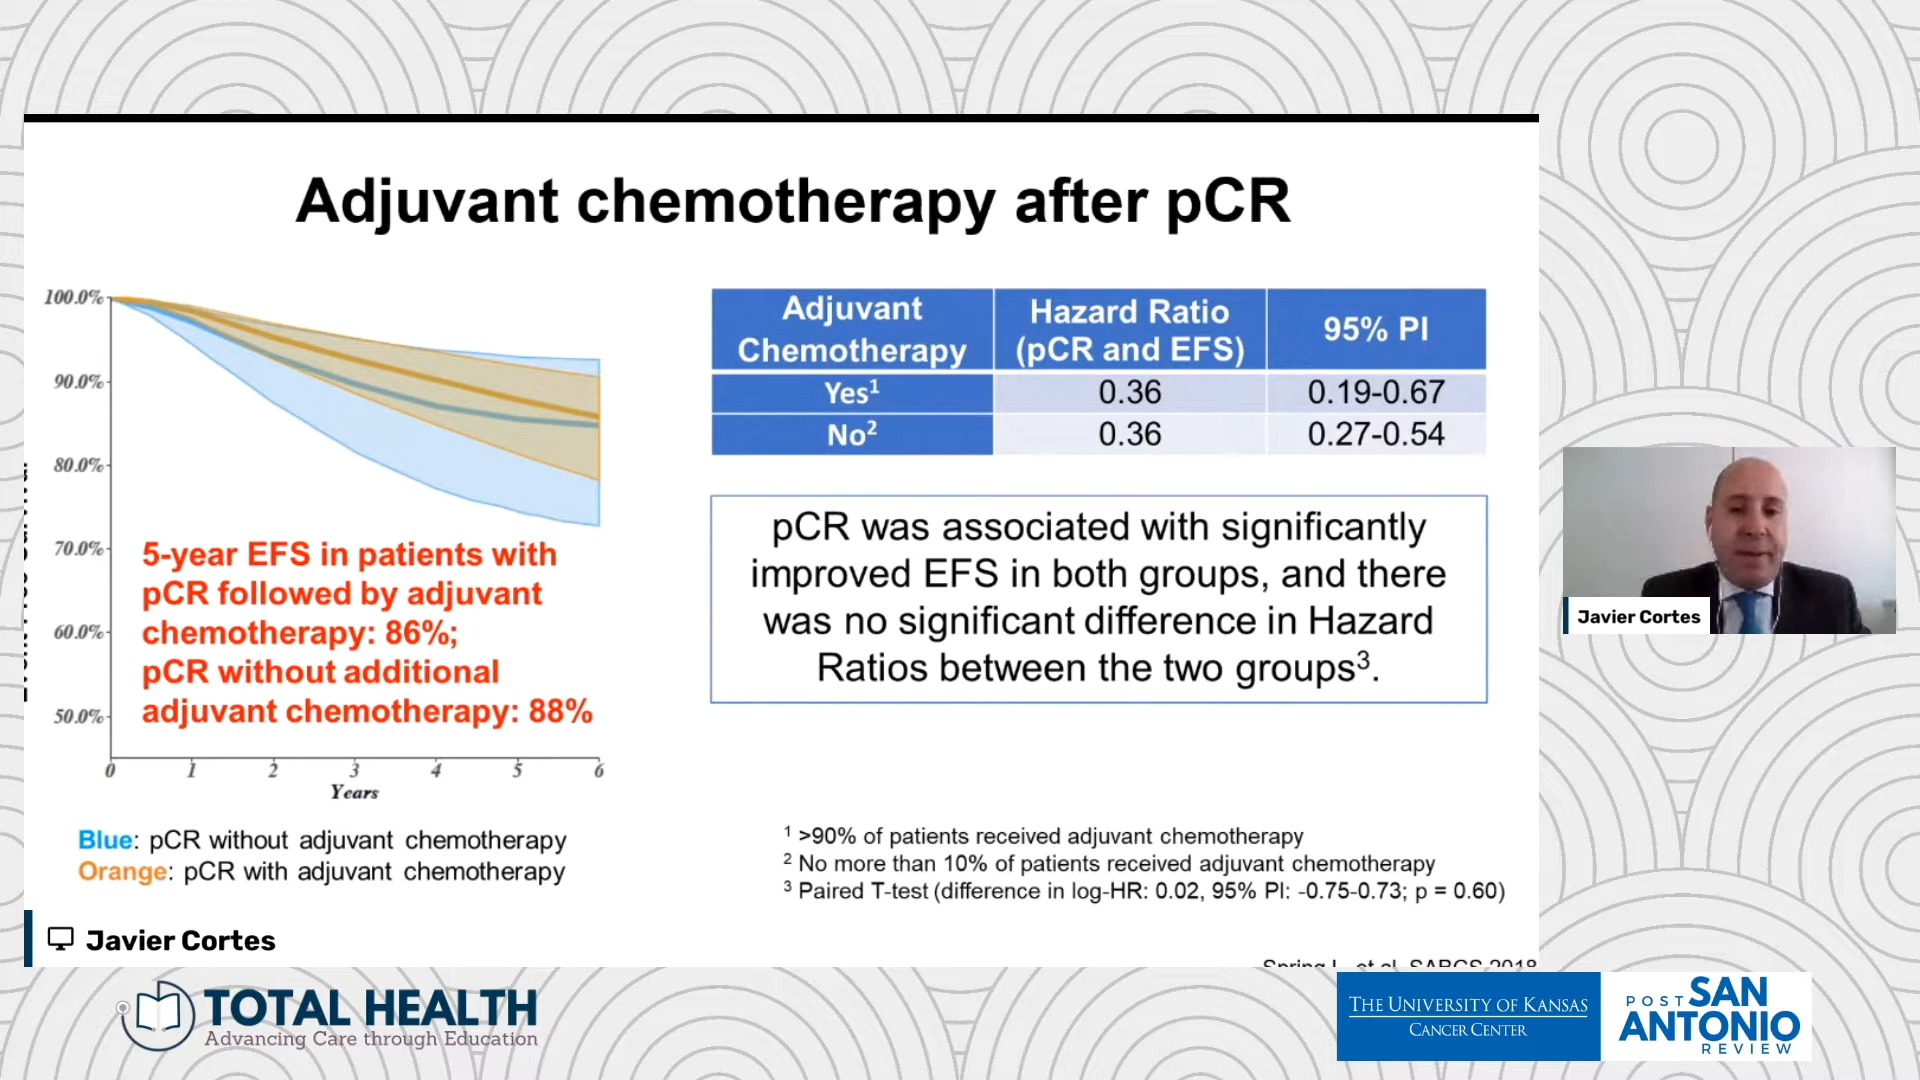 Adjuvant chemotherapy after pCR
100.0%
90.0%
80.0%
70.0%
60.0%
50.0%
0 1 2 3 4 5 6
Years
5-year EFS in patients with
pCR followed by adjuvant
chemotherapy: 86%;
pCR without additional
adjuvant chemotherapy: 88%
Blue: pCR without adjuvant chemotherapy
Orange: pCR with adjuvant chemotherapy
Adjuvant Chemotherapy Hazard Ratio (pCR and EFS) 95% PI
Yes¹ 0.36 0.19-0.67
No² 0.36 0.27-0.54
pCR was associated with significantly
improved EFS in both groups, and there
was no significant difference in Hazard
Ratios between the two groups³.
¹ >90% of patients received adjuvant chemotherapy
² No more than 10% of patients received adjuvant chemotherapy
³ Paired T-test (difference in log-HR: 0.02, 95% PI: -0.75-0.73; p = 0.60)
Spring L, et al. SABCS 2018
Javier Cortes
Javier Cortes
TOTAL HEALTH
Advancing Care through Education
THE UNIVERSITY OF KANSAS
CANCER CENTER
POST SAN
ANTONIO
REVIEW